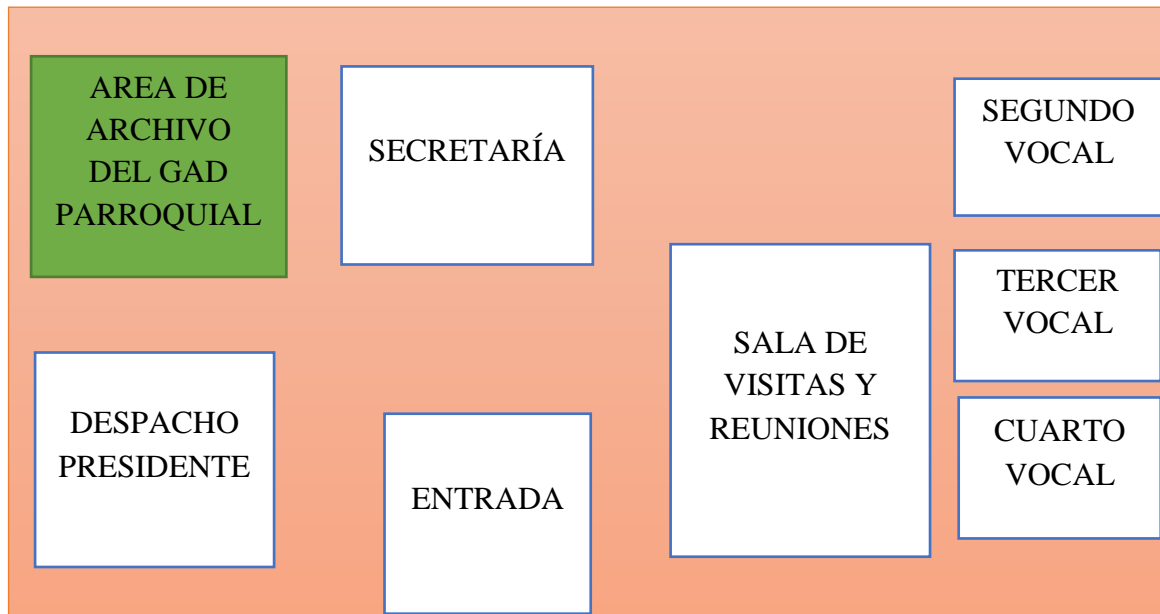 AREA DE
ARCHIVO
DEL GAD
PARROQUIAL
SECRETARÍA
SEGUNDO
VOCAL
TERCER
VOCAL
SALA DE
VISITAS Y
REUNIONES
CUARTO
VOCAL
DESPACHO
PRESIDENTE
ENTRADA